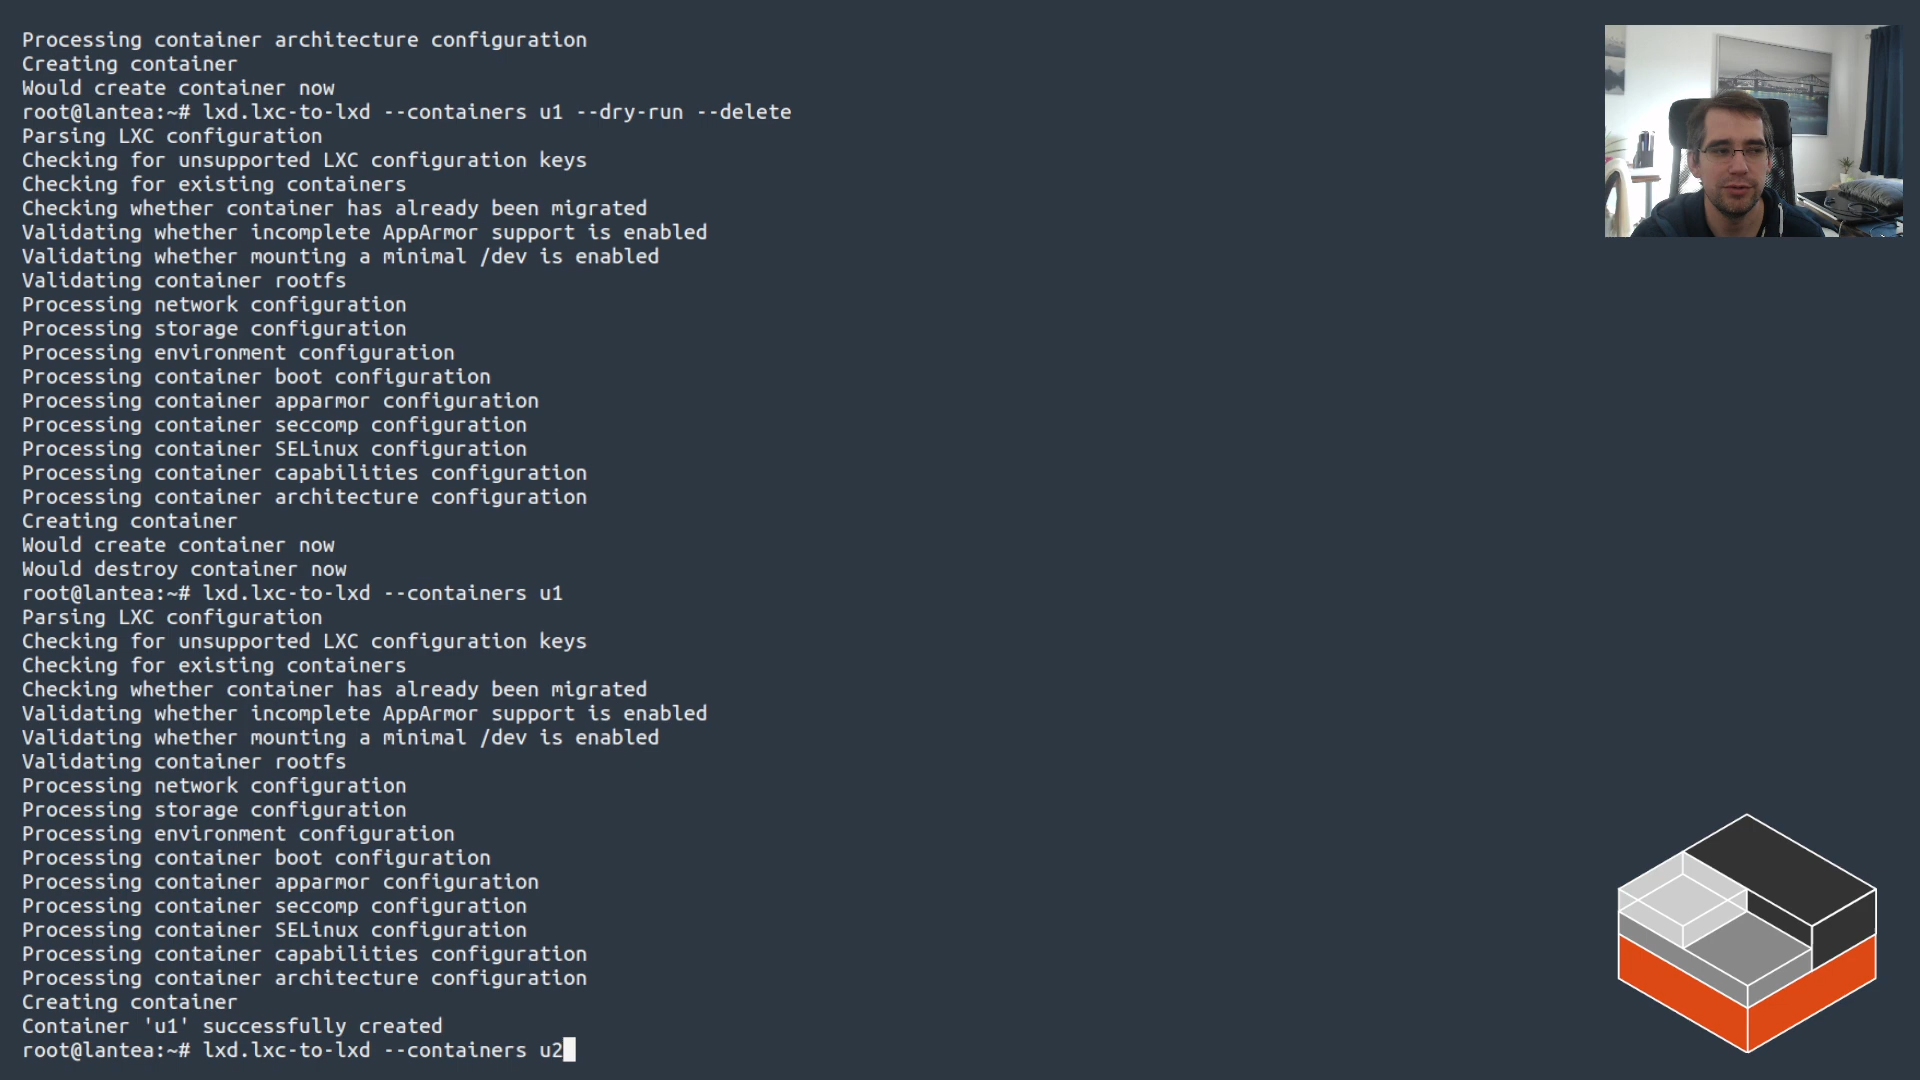 Processing container architecture configuration
Creating container
Would create container now
root@lantea:~# lxd.lxc-to-lxd --containers u1 --dry-run --delete
Parsing LXC configuration
Checking for unsupported LXC configuration keys
Checking for existing containers
Checking whether container has already been migrated
Validating whether incomplete AppArmor support is enabled
Validating whether mounting a minimal /dev is enabled
Validating container rootfs
Processing network configuration
Processing storage configuration
Processing environment configuration
Processing container boot configuration
Processing container apparmor configuration
Processing container seccomp configuration
Processing container SELinux configuration
Processing container capabilities configuration
Processing container architecture configuration
Creating container
Would create container now
Would destroy container now
root@lantea:~# lxd.lxc-to-lxd --containers u1
Parsing LXC configuration
Checking for unsupported LXC configuration keys
Checking for existing containers
Checking whether container has already been migrated
Validating whether incomplete AppArmor support is enabled
Validating whether mounting a minimal /dev is enabled
Validating container rootfs
Processing network configuration
Processing storage configuration
Processing environment configuration
Processing container boot configuration
Processing container apparmor configuration
Processing container seccomp configuration
Processing container SELinux configuration
Processing container capabilities configuration
Processing container architecture configuration
Creating container
Container 'u1' successfully created
root@lantea:~# lxd.lxc-to-lxd --containers u2